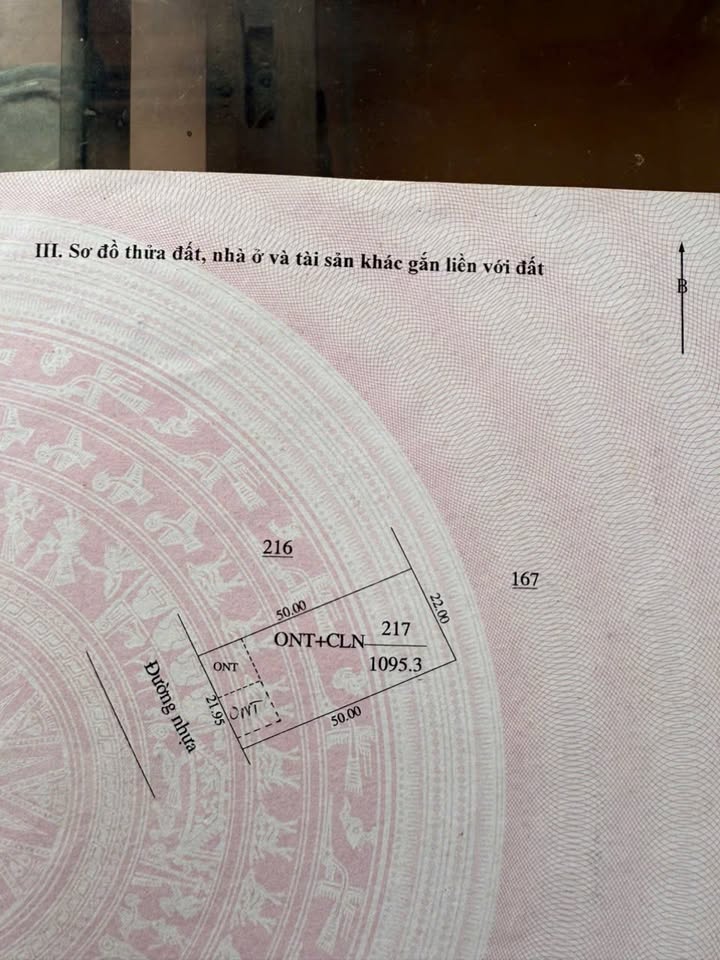 III. Sơ đồ thửa đất, nhà ở và tài sản khác gắn liền với đất
B
216
167
50.00
22.00
ONT+CLN 217
1095.3
ONT
21.95
ONT
50.00
Đường nhựa